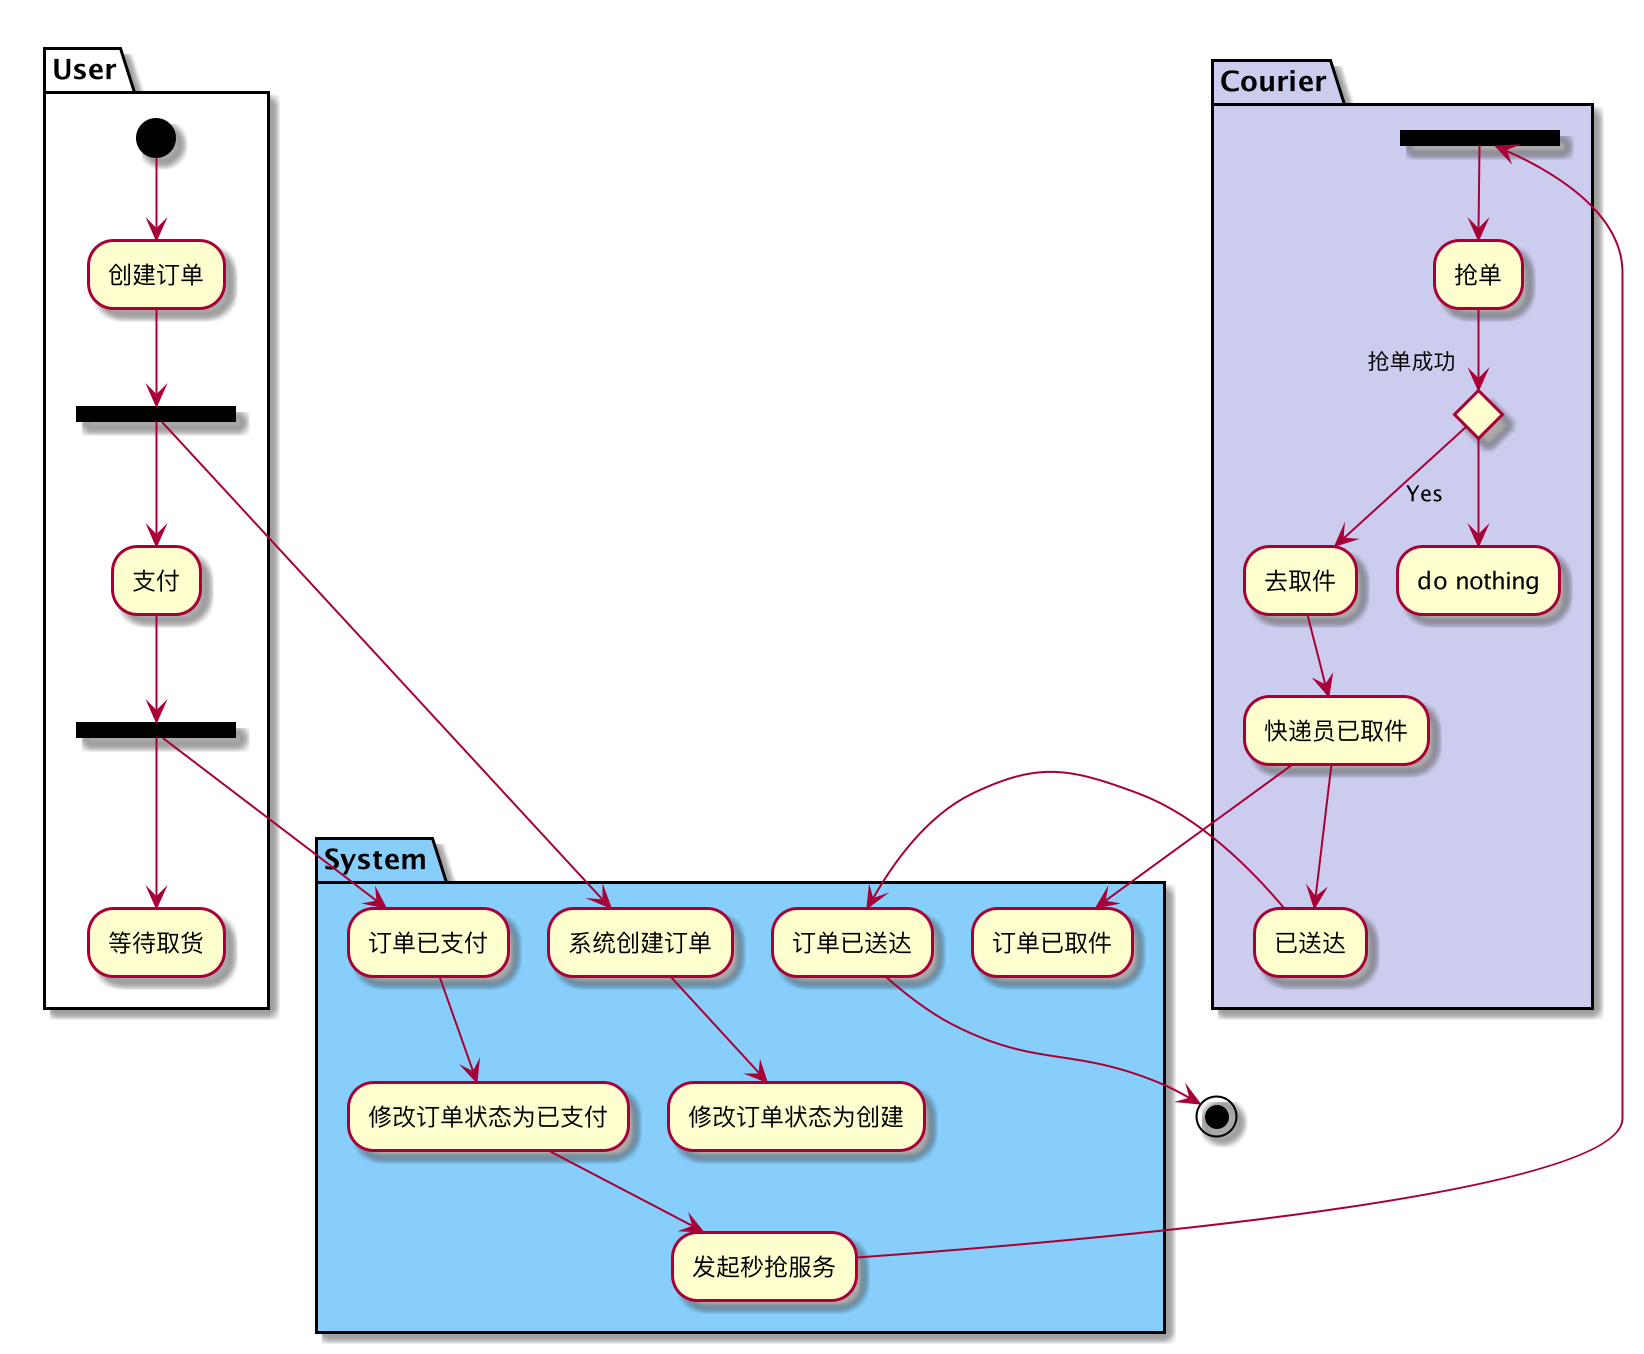 User
创建订单
支付
等待取货
Courier
抢单
抢单成功
Yes
去取件
do nothing
快递员已取件
已送达
System
订单已支付
系统创建订单
订单已送达
订单已取件
修改订单状态为已支付
修改订单状态为创建
发起秒抢服务